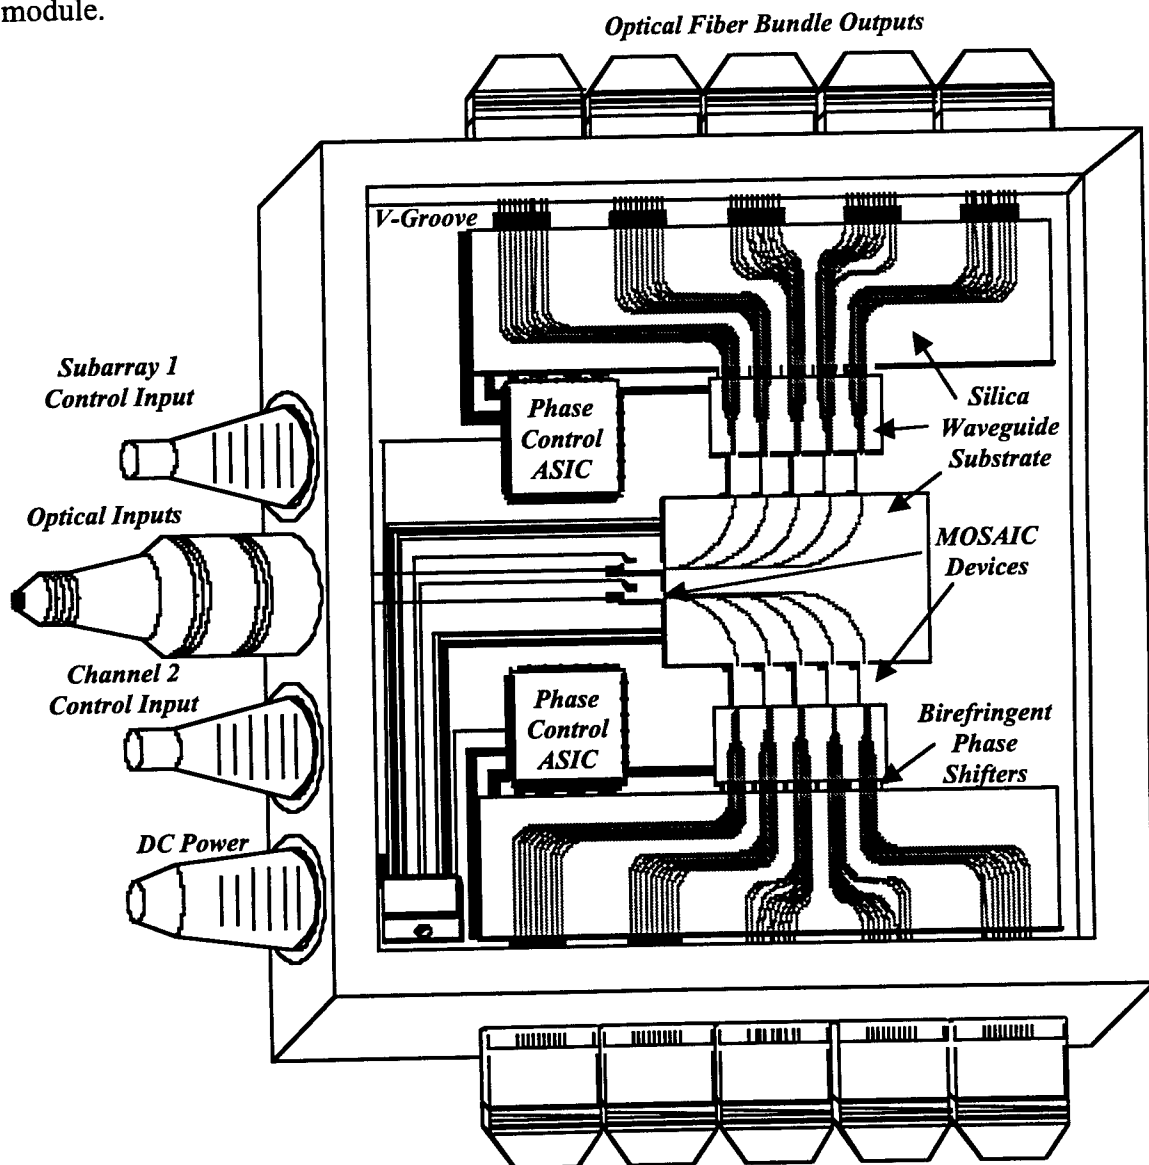 module.
Optical Fiber Bundle Outputs
V-Groove
Subarray 1
Control Input
Phase
Control
ASIC
Silica
Waveguide
Substrate
Optical Inputs
MOSAIC
Devices
Channel 2
Control Input
Phase
Control
ASIC
Birefringent
Phase
Shifters
DC Power